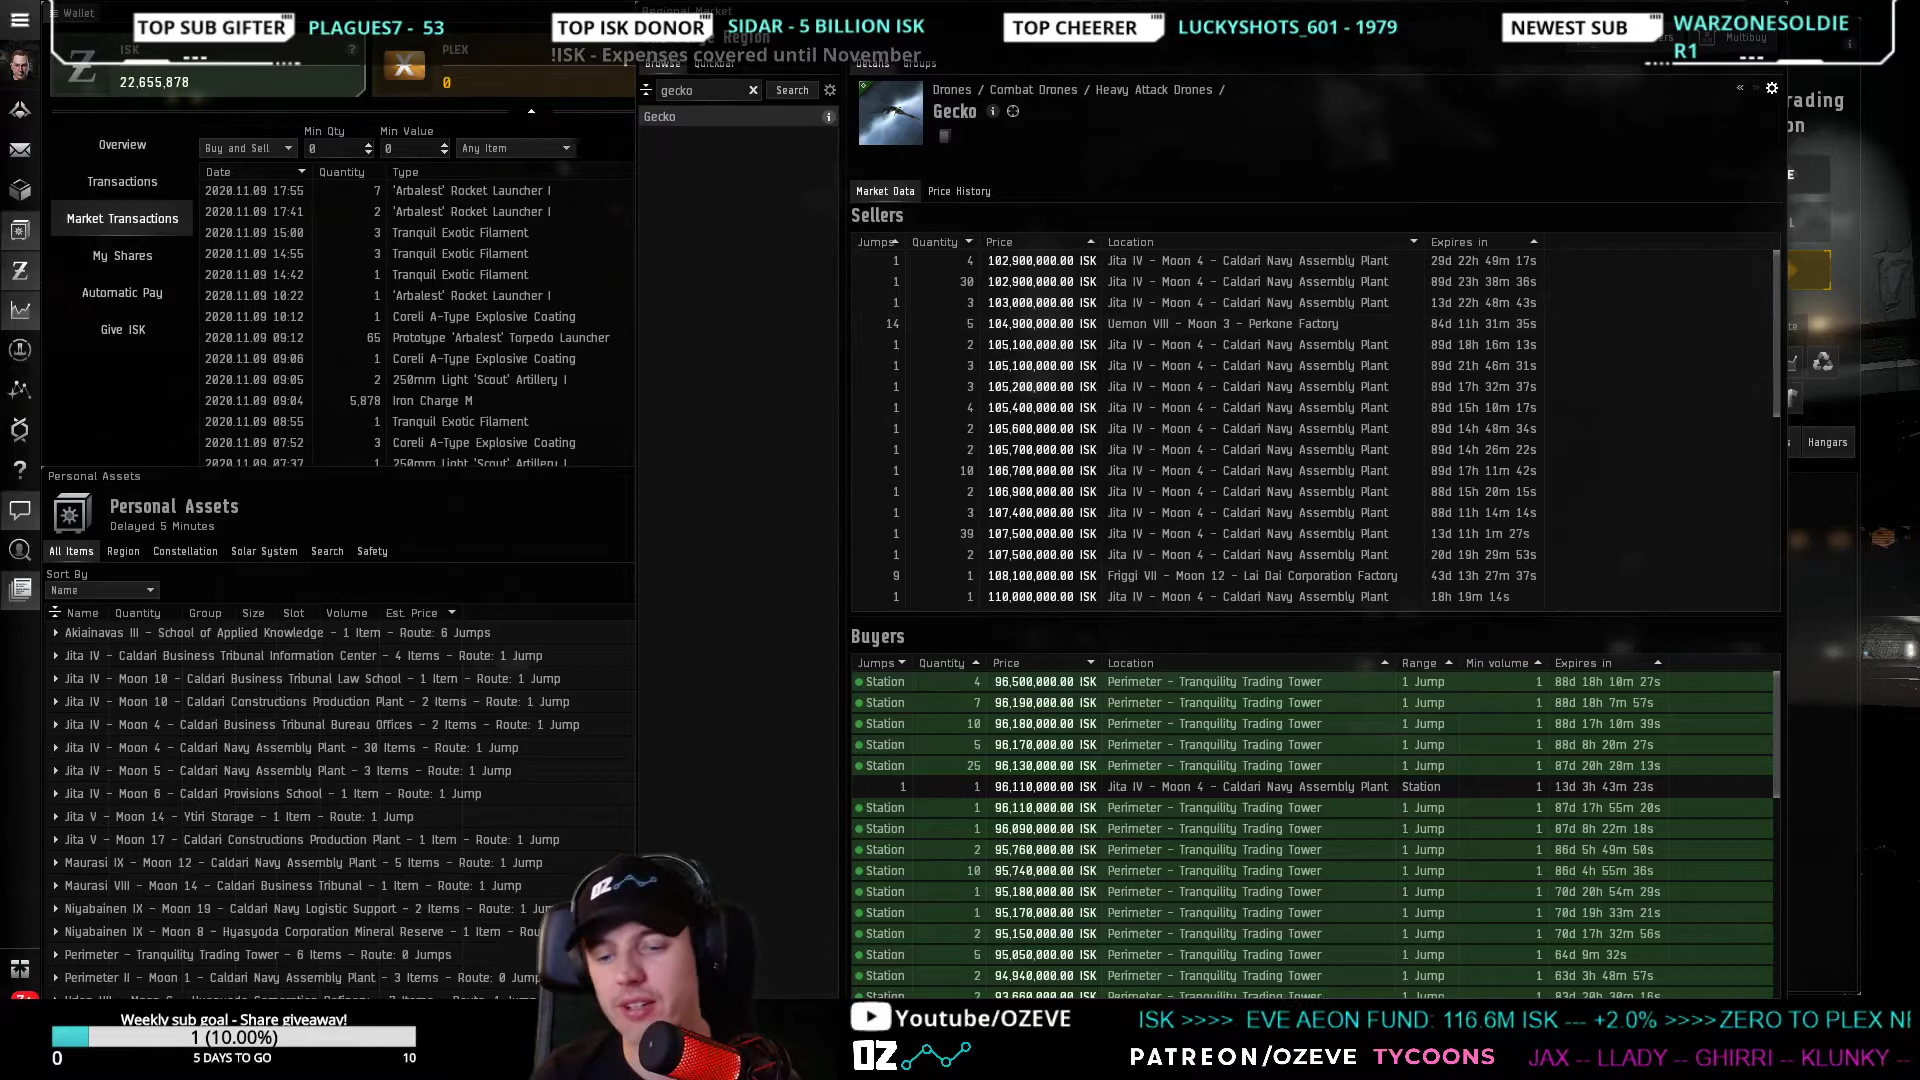 TOP SUB GIFTER PLAGUES7 - 53
TOP ISK DONOR SIDAR - 5 BILLION ISK
TOP CHEERER LUCKYSHOTS_601 - 1979
NEWEST SUB WARZONESOLDIE
R1
!ISK - Expenses covered until November
Wallet
ISK
22,655,878
PLEX
0
Overview
Transactions
Market Transactions
My Shares
Automatic Pay
Give ISK
Min Qty Min Value
Buy and Sell 0 0 Any Item
Date Quantity Type
2020.11.09 17:55 7 'Arbalest' Rocket Launcher I
2020.11.09 17:41 2 'Arbalest' Rocket Launcher I
2020.11.09 15:00 3 Tranquil Exotic Filament
2020.11.09 14:55 3 Tranquil Exotic Filament
2020.11.09 14:42 1 Tranquil Exotic Filament
2020.11.09 10:22 1 'Arbalest' Rocket Launcher I
2020.11.09 10:12 1 Coreli A-Type Explosive Coating
2020.11.09 09:12 65 Prototype 'Arbalest' Torpedo Launcher
2020.11.09 09:06 1 Coreli A-Type Explosive Coating
2020.11.09 09:05 2 250mm Light 'Scout' Artillery I
2020.11.09 09:04 5,878 Iron Charge M
2020.11.09 08:55 1 Tranquil Exotic Filament
2020.11.09 07:52 3 Coreli A-Type Explosive Coating
2020.11.09 07:37 1 250mm Light 'Scout' Artillery I
Personal Assets
Personal Assets
Delayed 5 Minutes
All Items Region Constellation Solar System Search Safety
Sort By
Name
Name Quantity Group Size Slot Volume Est. Price
Akiainavas III - School of Applied Knowledge - 1 Item - Route: 6 Jumps
Jita IV - Caldari Business Tribunal Information Center - 4 Items - Route: 1 Jump
Jita IV - Moon 10 - Caldari Business Tribunal Law School - 1 Item - Route: 1 Jump
Jita IV - Moon 10 - Caldari Constructions Production Plant - 2 Items - Route: 1 Jump
Jita IV - Moon 4 - Caldari Business Tribunal Bureau Offices - 2 Items - Route: 1 Jump
Jita IV - Moon 4 - Caldari Navy Assembly Plant - 30 Items - Route: 1 Jump
Jita IV - Moon 5 - Caldari Navy Assembly Plant - 3 Items - Route: 1 Jump
Jita IV - Moon 6 - Caldari Provisions School - 1 Item - Route: 1 Jump
Jita V - Moon 14 - Ytiri Storage - 1 Item - Route: 1 Jump
Jita V - Moon 17 - Caldari Constructions Production Plant - 1 Item - Route: 1 Jump
Maurasi IX - Moon 12 - Caldari Navy Assembly Plant - 5 Items - Route: 1 Jump
Maurasi VIII - Moon 14 - Caldari Business Tribunal - 1 Item - Route: 1 Jump
Niyabainen IX - Moon 19 - Caldari Navy Logistic Support - 2 Items - Route: 1 Jum
Niyabainen IX - Moon 8 - Hyasyoda Corporation Mineral Reserve - 1 Item - Rou
Perimeter - Tranquility Trading Tower - 6 Items - Route: 0 Jumps
Perimeter II - Moon 1 - Caldari Navy Assembly Plant - 3 Items - Route: 0 Jump
Browse Quickbar
gecko Search
Gecko
Details Groups
Drones / Combat Drones / Heavy Attack Drones /
Gecko
Market Data Price History
Sellers
Jumps Quantity Price Location Expires in
1 4 102,900,000.00 ISK Jita IV - Moon 4 - Caldari Navy Assembly Plant 29d 22h 49m 17s
1 30 102,900,000.00 ISK Jita IV - Moon 4 - Caldari Navy Assembly Plant 89d 23h 38m 36s
1 3 103,000,000.00 ISK Jita IV - Moon 4 - Caldari Navy Assembly Plant 13d 22h 48m 43s
14 5 104,900,000.00 ISK Uemon VIII - Moon 3 - Perkone Factory 84d 11h 31m 35s
1 2 105,100,000.00 ISK Jita IV - Moon 4 - Caldari Navy Assembly Plant 89d 18h 16m 13s
1 3 105,100,000.00 ISK Jita IV - Moon 4 - Caldari Navy Assembly Plant 89d 21h 46m 31s
1 3 105,200,000.00 ISK Jita IV - Moon 4 - Caldari Navy Assembly Plant 89d 17h 32m 37s
1 4 105,400,000.00 ISK Jita IV - Moon 4 - Caldari Navy Assembly Plant 89d 15h 10m 17s
1 2 105,600,000.00 ISK Jita IV - Moon 4 - Caldari Navy Assembly Plant 88d 14h 48m 34s
1 2 105,700,000.00 ISK Jita IV - Moon 4 - Caldari Navy Assembly Plant 89d 14h 26m 22s
1 10 106,700,000.00 ISK Jita IV - Moon 4 - Caldari Navy Assembly Plant 89d 17h 11m 42s
1 2 106,900,000.00 ISK Jita IV - Moon 4 - Caldari Navy Assembly Plant 88d 15h 20m 15s
1 3 107,400,000.00 ISK Jita IV - Moon 4 - Caldari Navy Assembly Plant 88d 11h 14m 14s
1 39 107,500,000.00 ISK Jita IV - Moon 4 - Caldari Navy Assembly Plant 13d 11h 1m 27s
1 2 107,500,000.00 ISK Jita IV - Moon 4 - Caldari Navy Assembly Plant 20d 19h 29m 53s
9 1 108,100,000.00 ISK Friggi VII - Moon 12 - Lai Dai Corporation Factory 43d 13h 27m 37s
1 1 110,000,000.00 ISK Jita IV - Moon 4 - Caldari Navy Assembly Plant 18h 19m 14s
Buyers
Jumps Quantity Price Location Range Min volume Expires in
Station 4 96,500,000.00 ISK Perimeter - Tranquility Trading Tower 1 Jump 1 88d 18h 10m 27s
Station 7 96,190,000.00 ISK Perimeter - Tranquility Trading Tower 1 Jump 1 88d 18h 7m 57s
Station 10 96,180,000.00 ISK Perimeter - Tranquility Trading Tower 1 Jump 1 88d 17h 10m 39s
Station 5 96,170,000.00 ISK Perimeter - Tranquility Trading Tower 1 Jump 1 88d 8h 20m 27s
Station 25 96,130,000.00 ISK Perimeter - Tranquility Trading Tower 1 Jump 1 87d 20h 28m 13s
1 1 96,110,000.00 ISK Jita IV - Moon 4 - Caldari Navy Assembly Plant Station 1 13d 3h 43m 23s
Station 1 96,110,000.00 ISK Perimeter - Tranquility Trading Tower 1 Jump 1 87d 17h 55m 20s
Station 1 96,090,000.00 ISK Perimeter - Tranquility Trading Tower 1 Jump 1 87d 8h 22m 18s
Station 2 95,760,000.00 ISK Perimeter - Tranquility Trading Tower 1 Jump 1 86d 5h 49m 50s
Station 10 95,740,000.00 ISK Perimeter - Tranquility Trading Tower 1 Jump 1 86d 4h 55m 36s
Station 1 95,180,000.00 ISK Perimeter - Tranquility Trading Tower 1 Jump 1 70d 20h 54m 29s
Station 1 95,170,000.00 ISK Perimeter - Tranquility Trading Tower 1 Jump 1 70d 19h 33m 21s
Station 2 95,150,000.00 ISK Perimeter - Tranquility Trading Tower 1 Jump 1 70d 17h 32m 56s
Station 5 95,050,000.00 ISK Perimeter - Tranquility Trading Tower 1 Jump 1 64d 9m 32s
Station 2 94,940,000.00 ISK Perimeter - Tranquility Trading Tower 1 Jump 1 63d 3h 48m 57s
Station 2 93,660,000.00 ISK Perimeter - Tranquility Trading Tower 1 Jump 1 83d 20h 30m 16s
Multibuy
rading
on
Hangars
OZ
Weekly sub goal - Share giveaway!
1 (10.00%)
0 5 DAYS TO GO 10
Youtube/OZEVE
ISK >>>> EVE AEON FUND: 116.6M ISK --- +2.0% >>>>ZERO TO PLEX
OZ
PATREON/OZEVE TYCOONS JAX -- LLADY -- GHIRRI -- KLUNKY --